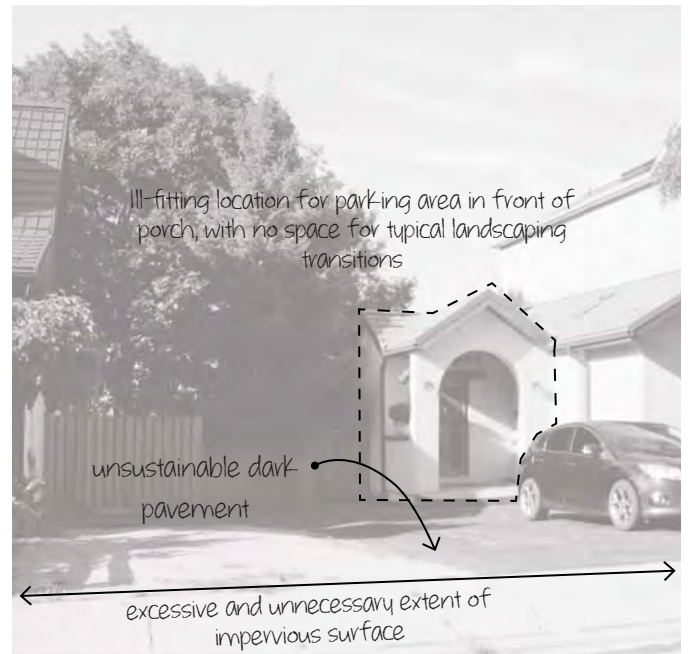 Ill-fitting location for parking area in front of
porch, with no space for typical landscaping
transitions
unsustainable dark
pavement
excessive and unnecessary extent of
impervious surface